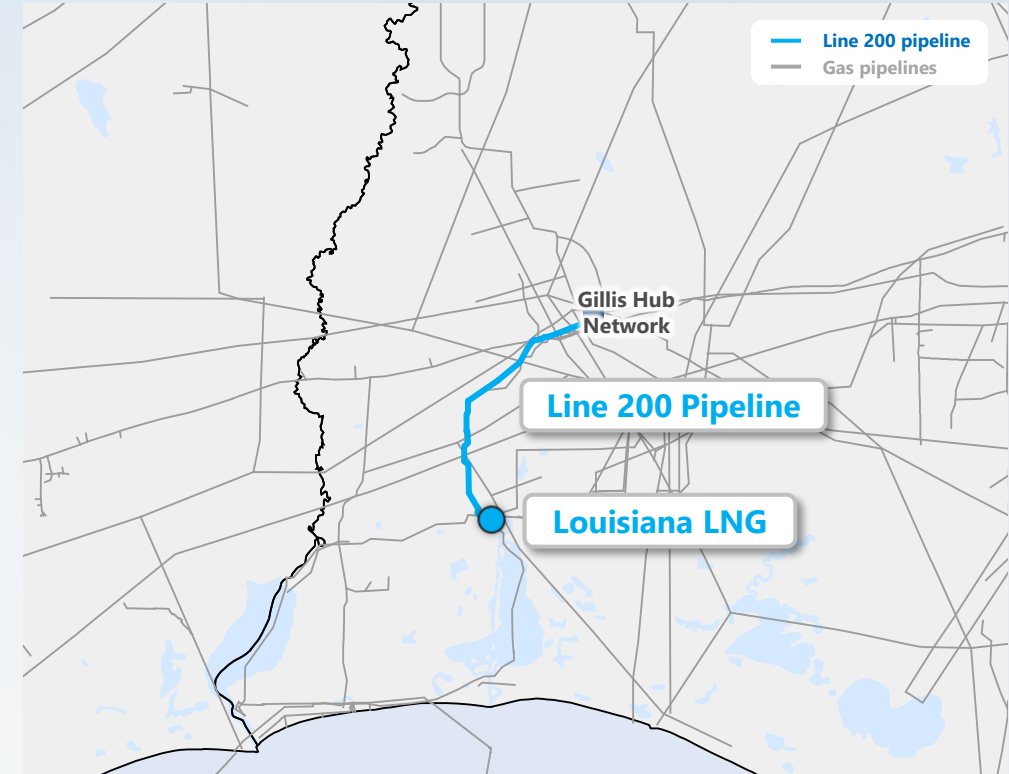 Line 200 pipeline
Gas pipelines
Gillis Hub
Network
Line 200 Pipeline
Louisiana LNG